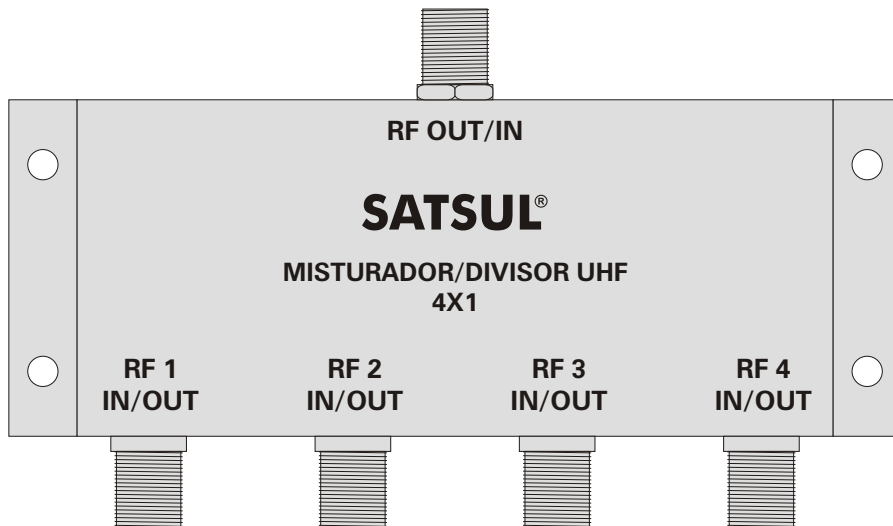 RF OUT/IN
SATSUL®
MISTURADOR/DIVISOR UHF
4X1
RF 1
IN/OUT
RF 2
IN/OUT
RF 3
IN/OUT
RF 4
IN/OUT